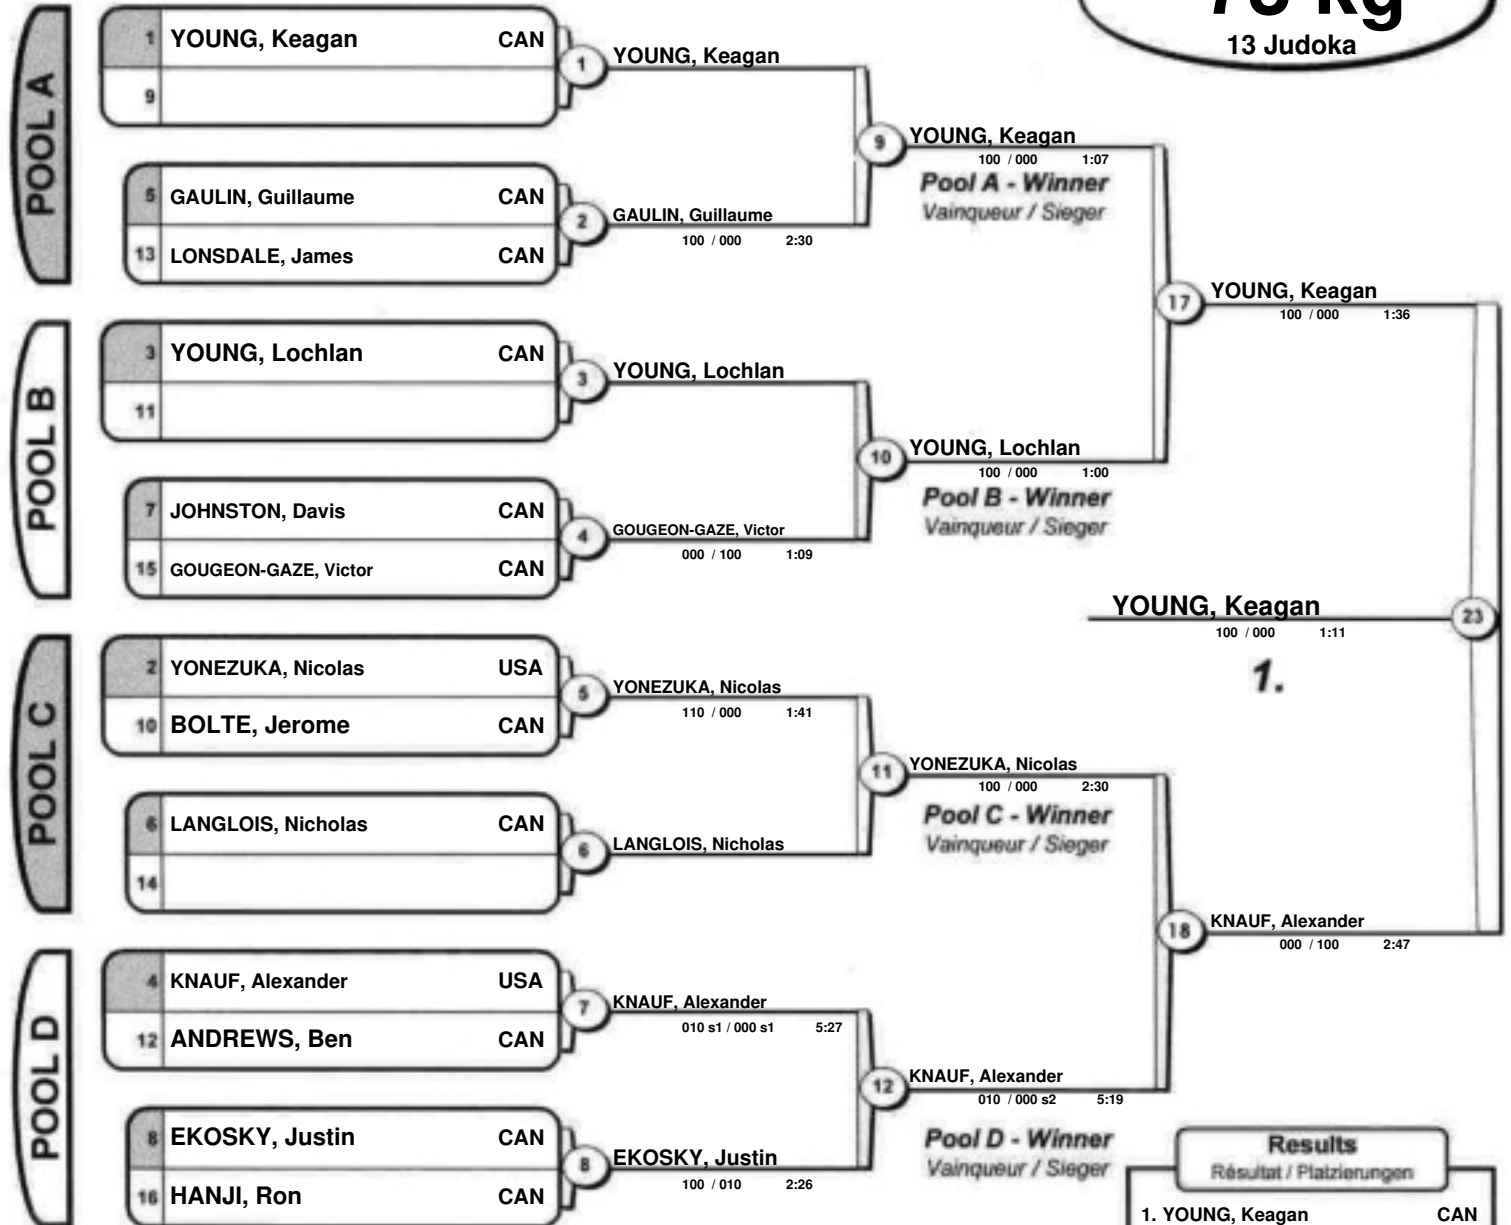 73 kg
13 Judoka
POOL A
1 YOUNG, Keagan CAN
9
1
YOUNG, Keagan
5 GAULIN, Guillaume CAN
13 LONSDALE, James CAN
2
GAULIN, Guillaume
100 / 000 2:30
9
YOUNG, Keagan
100 / 000 1:07
Pool A - Winner
Vainqueur / Sieger
POOL B
3 YOUNG, Lochlan CAN
11
3
YOUNG, Lochlan
7 JOHNSTON, Davis CAN
15 GOUGEON-GAZE, Victor CAN
4
GOUGEON-GAZE, Victor
000 / 100 1:09
10
YOUNG, Lochlan
100 / 000 1:00
Pool B - Winner
Vainqueur / Sieger
17
YOUNG, Keagan
100 / 000 1:36
POOL C
2 YONEZUKA, Nicolas USA
10 BOLTE, Jerome CAN
5
YONEZUKA, Nicolas
110 / 000 1:41
6 LANGLOIS, Nicholas CAN
14
6
LANGLOIS, Nicholas
11
YONEZUKA, Nicolas
100 / 000 2:30
Pool C - Winner
Vainqueur / Sieger
POOL D
4 KNAUF, Alexander USA
12 ANDREWS, Ben CAN
7
KNAUF, Alexander
010 s1 / 000 s1 5:27
8 EKOSKY, Justin CAN
16 HANJI, Ron CAN
8
EKOSKY, Justin
100 / 010 2:26
12
KNAUF, Alexander
010 / 000 s2 5:19
Pool D - Winner
Vainqueur / Sieger
18
KNAUF, Alexander
000 / 100 2:47
23
YOUNG, Keagan
100 / 000 1:11
1.
Results
Résultat / Platzierungen
1. YOUNG, Keagan CAN